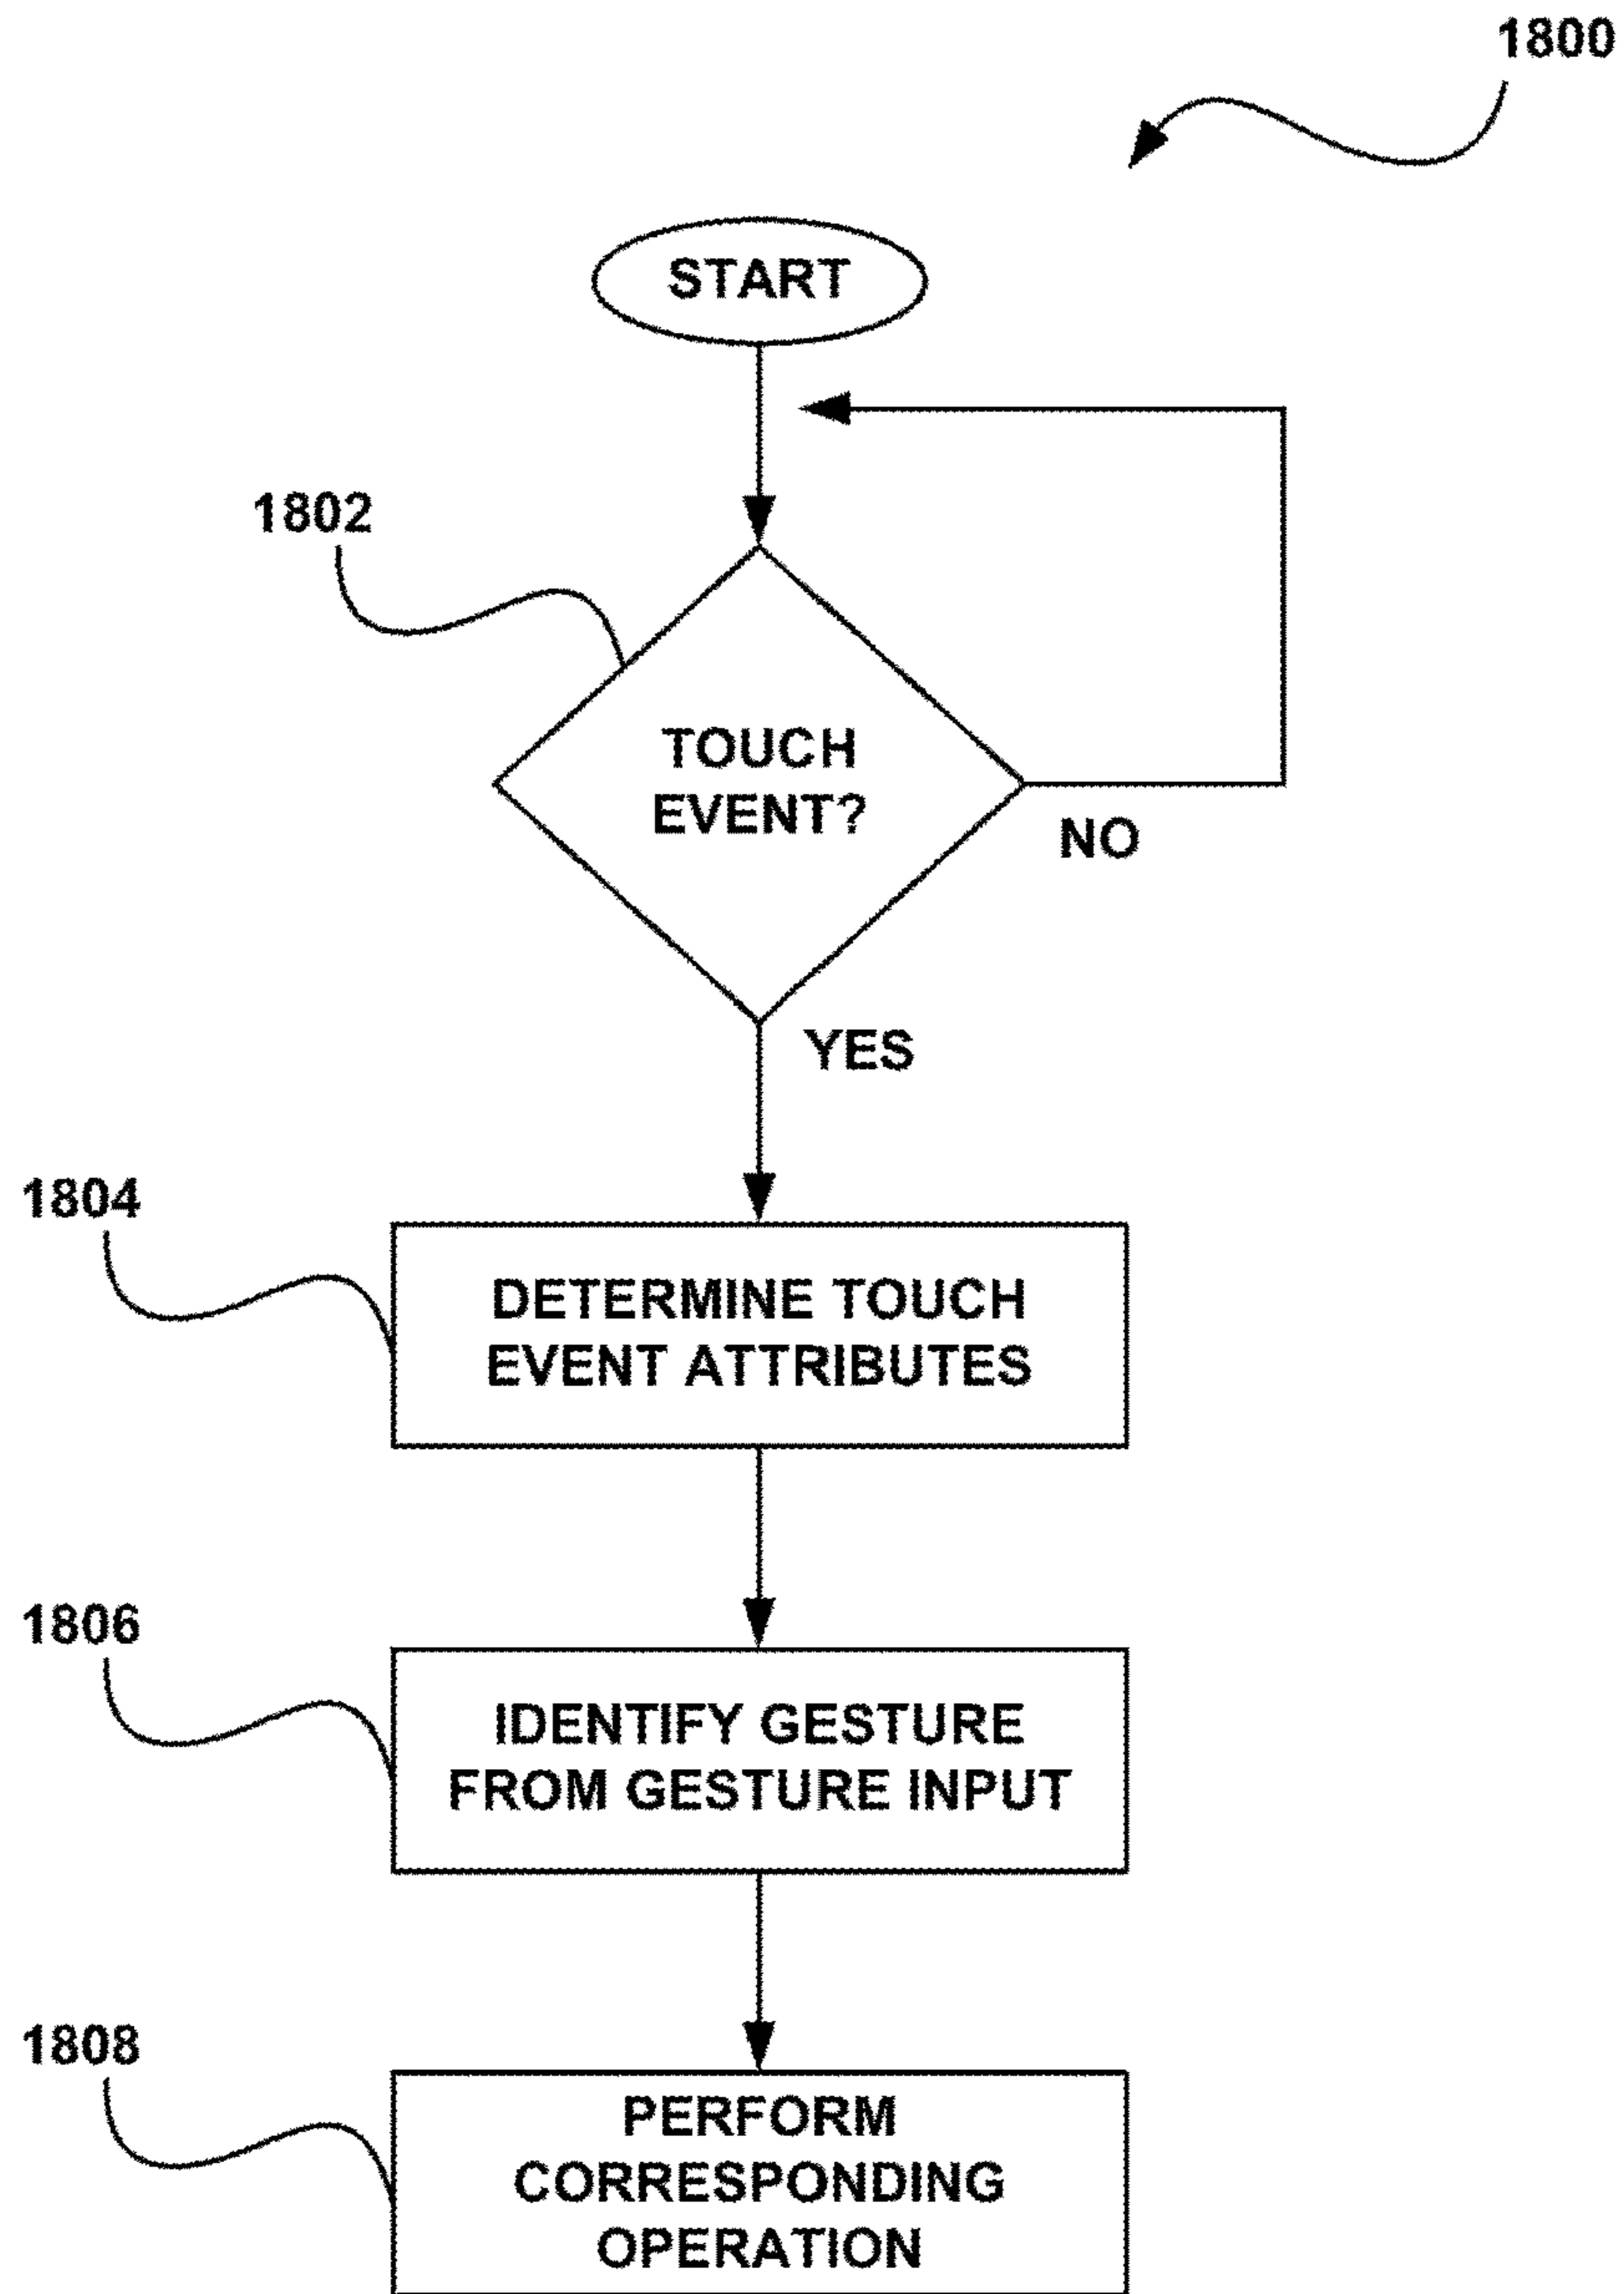 1800
START
1802
TOUCH
EVENT?
NO
YES
1804
DETERMINE TOUCH
EVENT ATTRIBUTES
1806
IDENTIFY GESTURE
FROM GESTURE INPUT
1808
PERFORM
CORRESPONDING
OPERATION